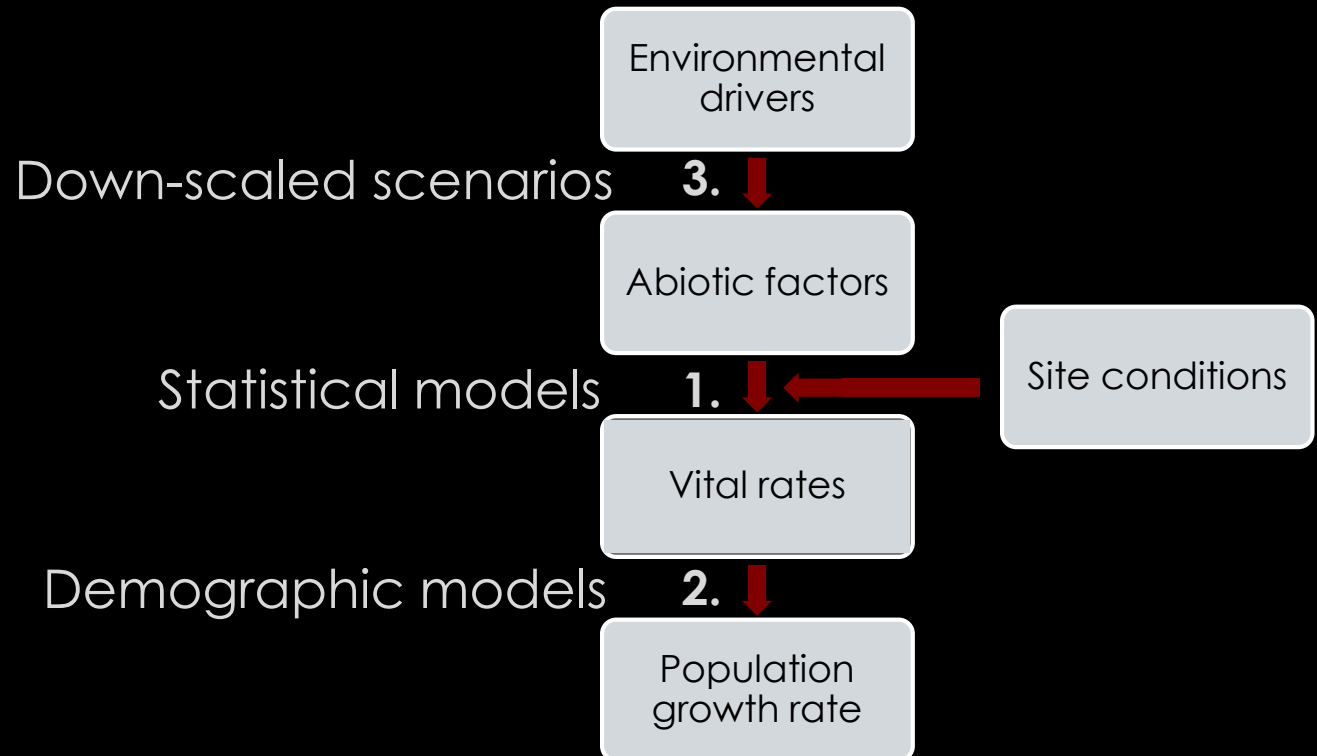 Environmental
drivers
Down-scaled scenarios 3.
Abiotic factors
Site conditions
Statistical models 1.
Vital rates
Demographic models 2.
Population
growth rate